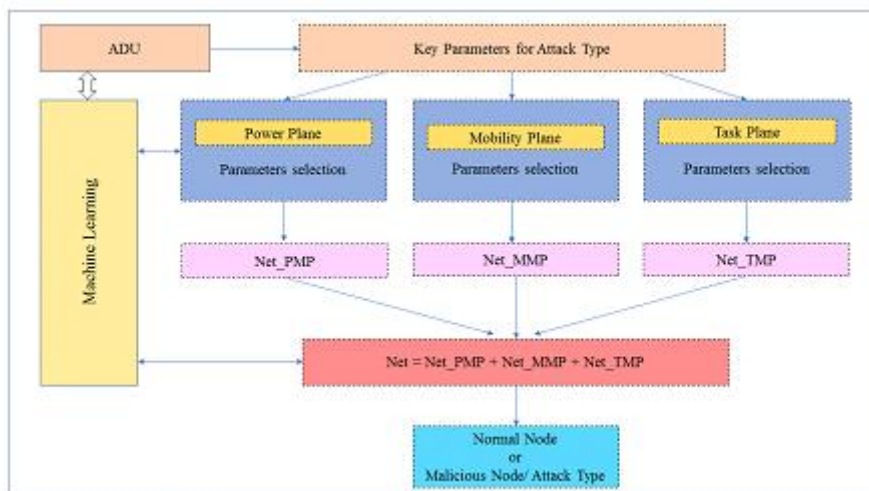 ADU
Key Parameters for Attack Type
Power Plane
Mobility Plane
Task Plane
Parameters selection
Parameters selection
Parameters selection
Machine Learning
Net_PMP
Net_MMP
Net_TMP
Net = Net_PMP + Net_MMP + Net_TMP
Normal Node
or
Malicious Node/ Attack Type